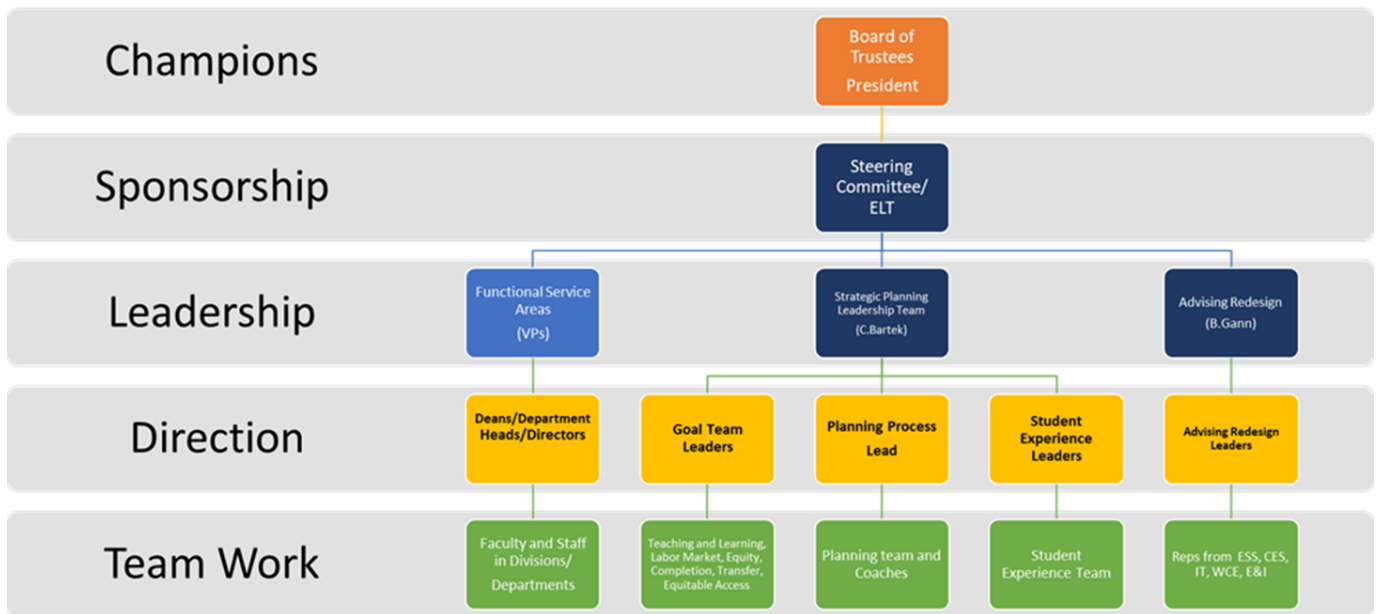 Champions
Board of
Trustees
President
Sponsorship
Steering
Committee/
ELT
Leadership
Functional Service
Areas
(VPs)
Strategic Planning
Leadership Team
(C.Bartek)
Advising Redesign
(B.Gann)
Direction
Deans/Department
Heads/Directors
Goal Team
Leaders
Planning Process
Lead
Student
Experience
Leaders
Advising Redesign
Leaders
Team Work
Faculty and Staff
in Divisions/
Departments
Teaching and Learning,
Labor Market, Equity,
Completion, Transfer,
Equitable Access
Planning team and
Coaches
Student
Experience Team
Reps from ESS, CES,
IT, WCE, E&I